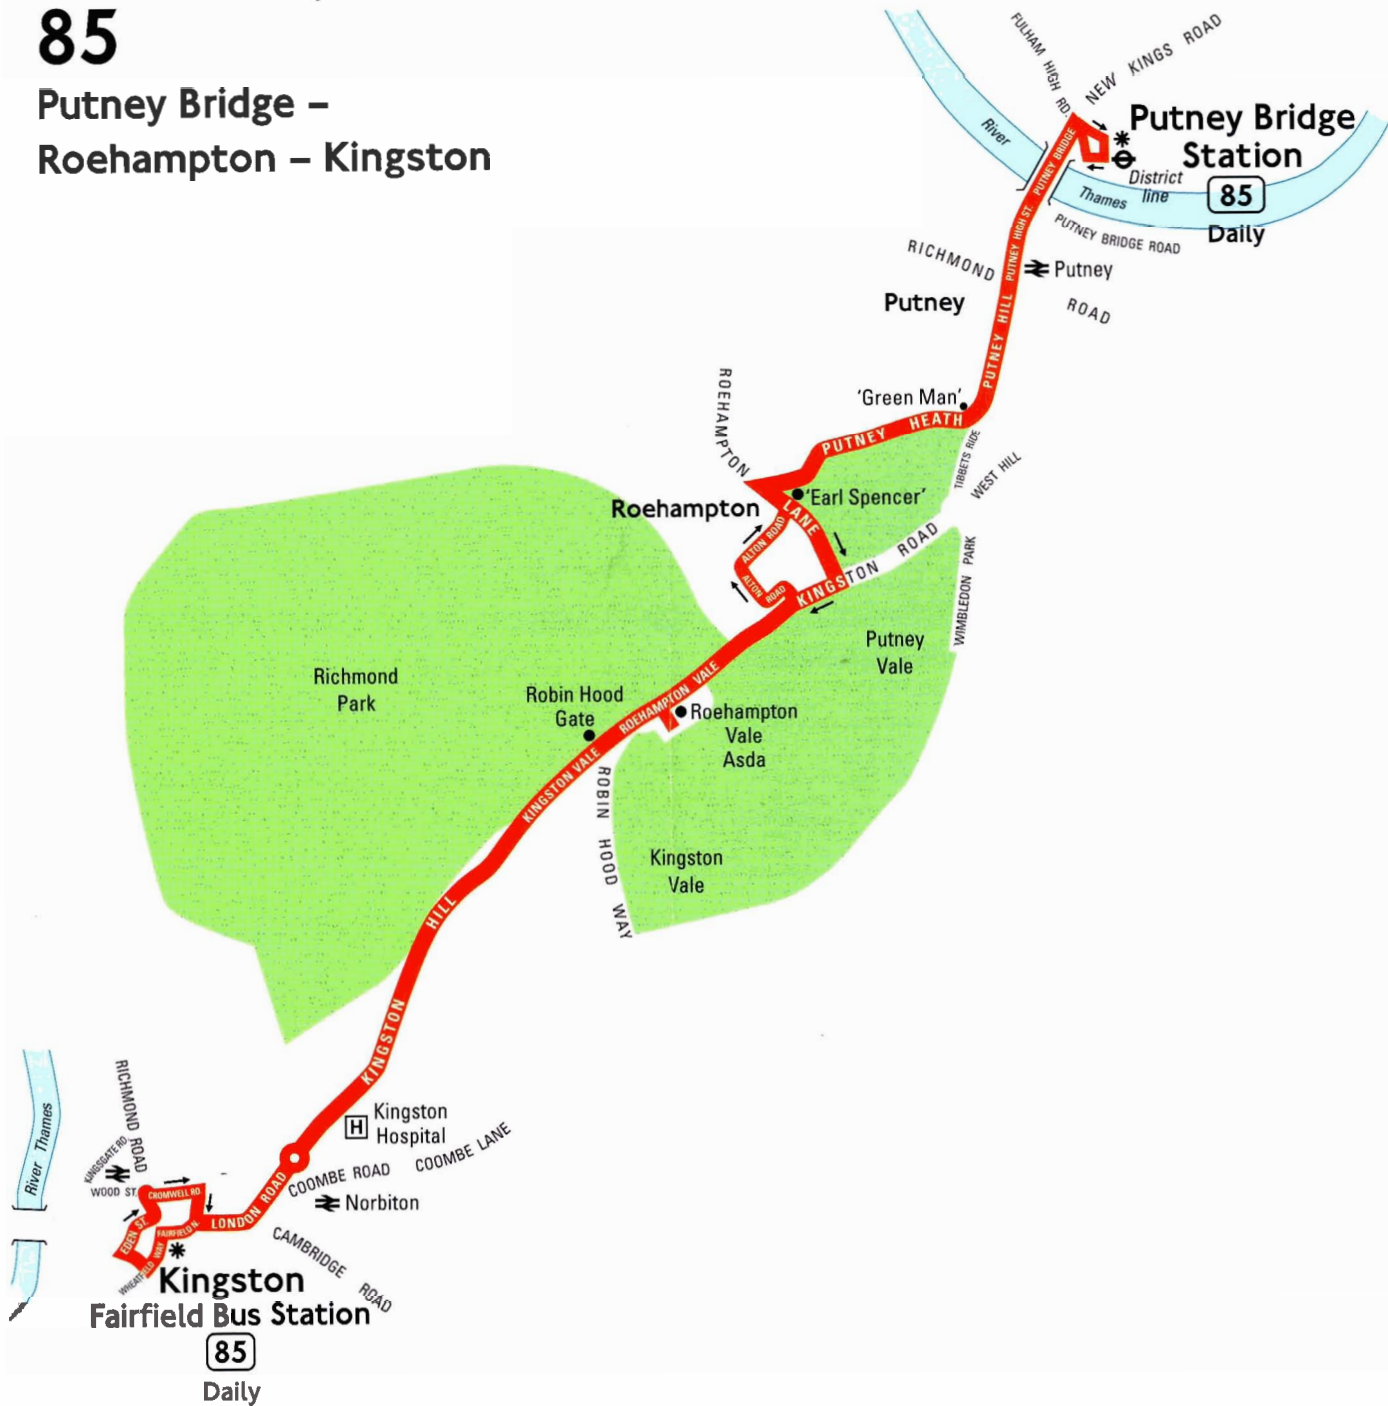 85
Putney Bridge –
Roehampton – Kingston
FULHAM HIGH RD.
NEW KINGS ROAD
Putney Bridge
Station
District
line
85
Daily
River
Thames
PUTNEY BRIDGE
PUTNEY BRIDGE ROAD
PUTNEY HIGH ST.
RICHMOND
ROAD
Putney
Putney
PUTNEY HILL
'Green Man'
PUTNEY HEATH
TIBBETS RIDE
WEST HILL
ROEHAMPTON
LANE
'Earl Spencer'
Roehampton
ALTON ROAD
ALTON ROAD
KINGSTON ROAD
WIMBLEDON PARK
Putney
Vale
Richmond
Park
Robin Hood
Gate
ROEHAMPTON VALE
Roehampton
Vale
Asda
KINGSTON VALE
ROBIN HOOD WAY
Kingston
Vale
KINGSTON HILL
H
Kingston
Hospital
COOMBE ROAD
COOMBE LANE
Norbiton
LONDON ROAD
CAMBRIDGE ROAD
River Thames
RICHMOND ROAD
KINGSGATE RD.
WOOD ST.
CROMWELL RD.
EDEN ST.
FAIRFIELD N.
WHEATFIELD WAY
Kingston
Fairfield Bus Station
85
Daily